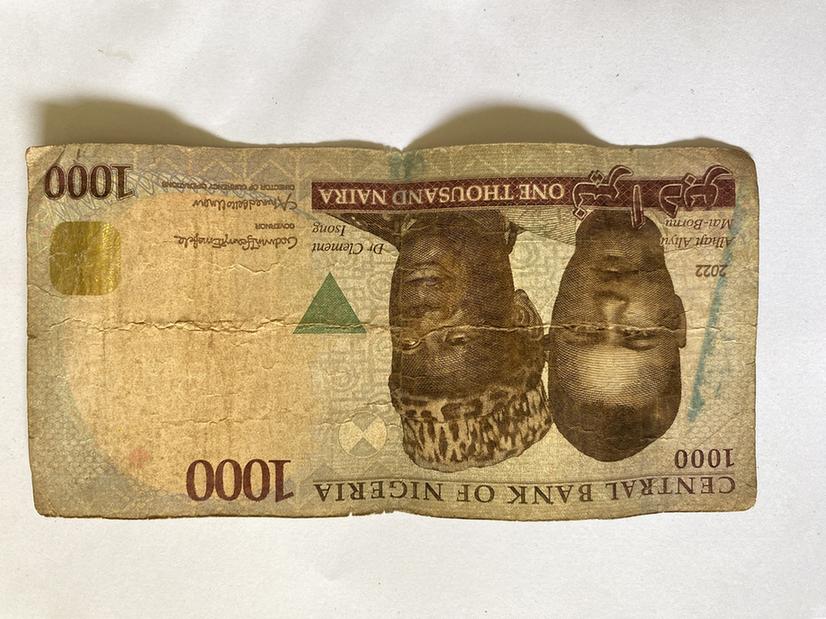 CENTRAL BANK OF NIGERIA
1000
1000
2022
Alhaji Aliyu
Mai-Bornu
Dr Clement
Isong
GOVERNOR
DIRECTOR OF CURRENCY OPERATIONS
ONE THOUSAND NAIRA
1000